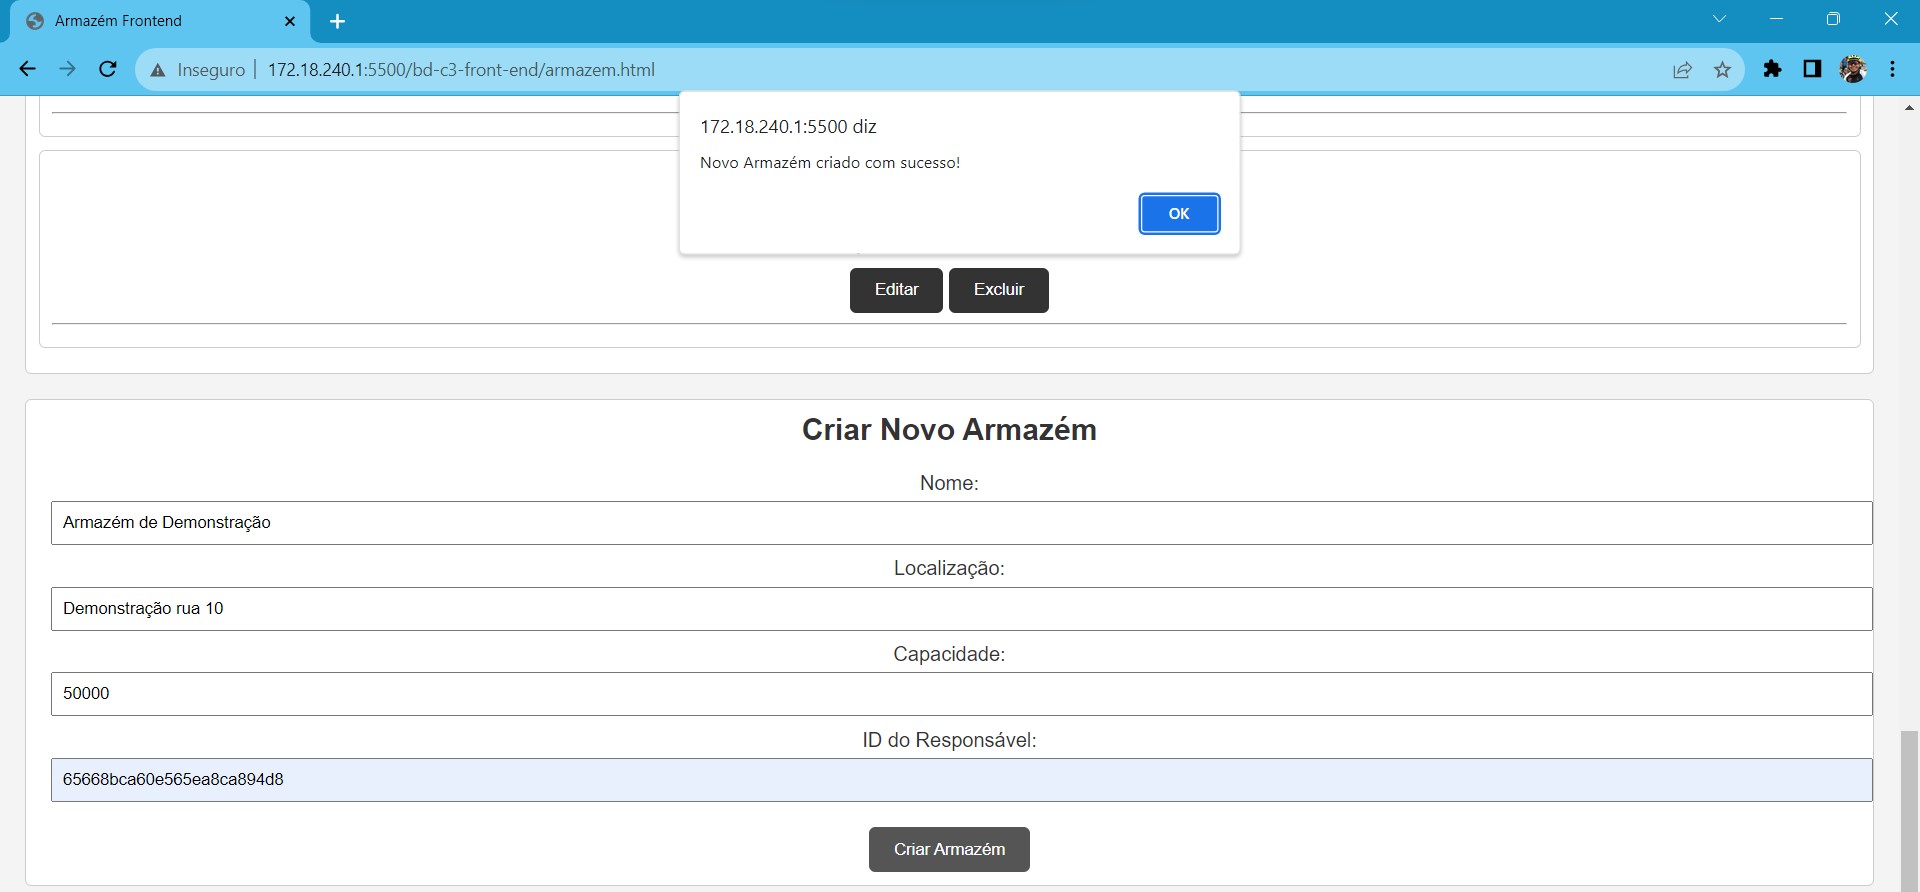 Armazém Frontend
Inseguro
172.18.240.1:5500/bd-c3-front-end/armazem.html
172.18.240.1:5500 diz
Novo Armazém criado com sucesso!
OK
Editar
Excluir
Criar Novo Armazém
Nome:
Armazém de Demonstração
Localização:
Demonstração rua 10
Capacidade:
50000
ID do Responsável:
65668bca60e565ea8ca894d8
Criar Armazém